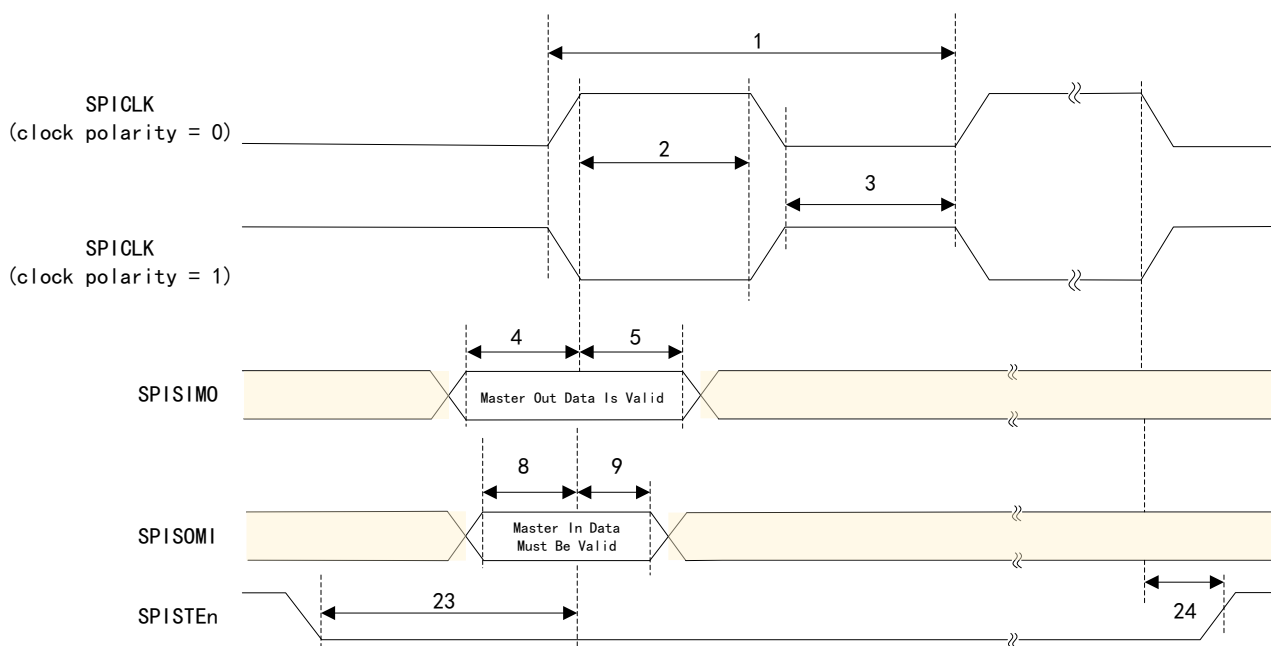 1
SPICLK
(clock polarity = 0)
2
3
SPICLK
(clock polarity = 1)
4
5
SPISIMO
Master Out Data Is Valid
8
9
SPISOMI
Master In Data
Must Be Valid
23
24
SPISTEn